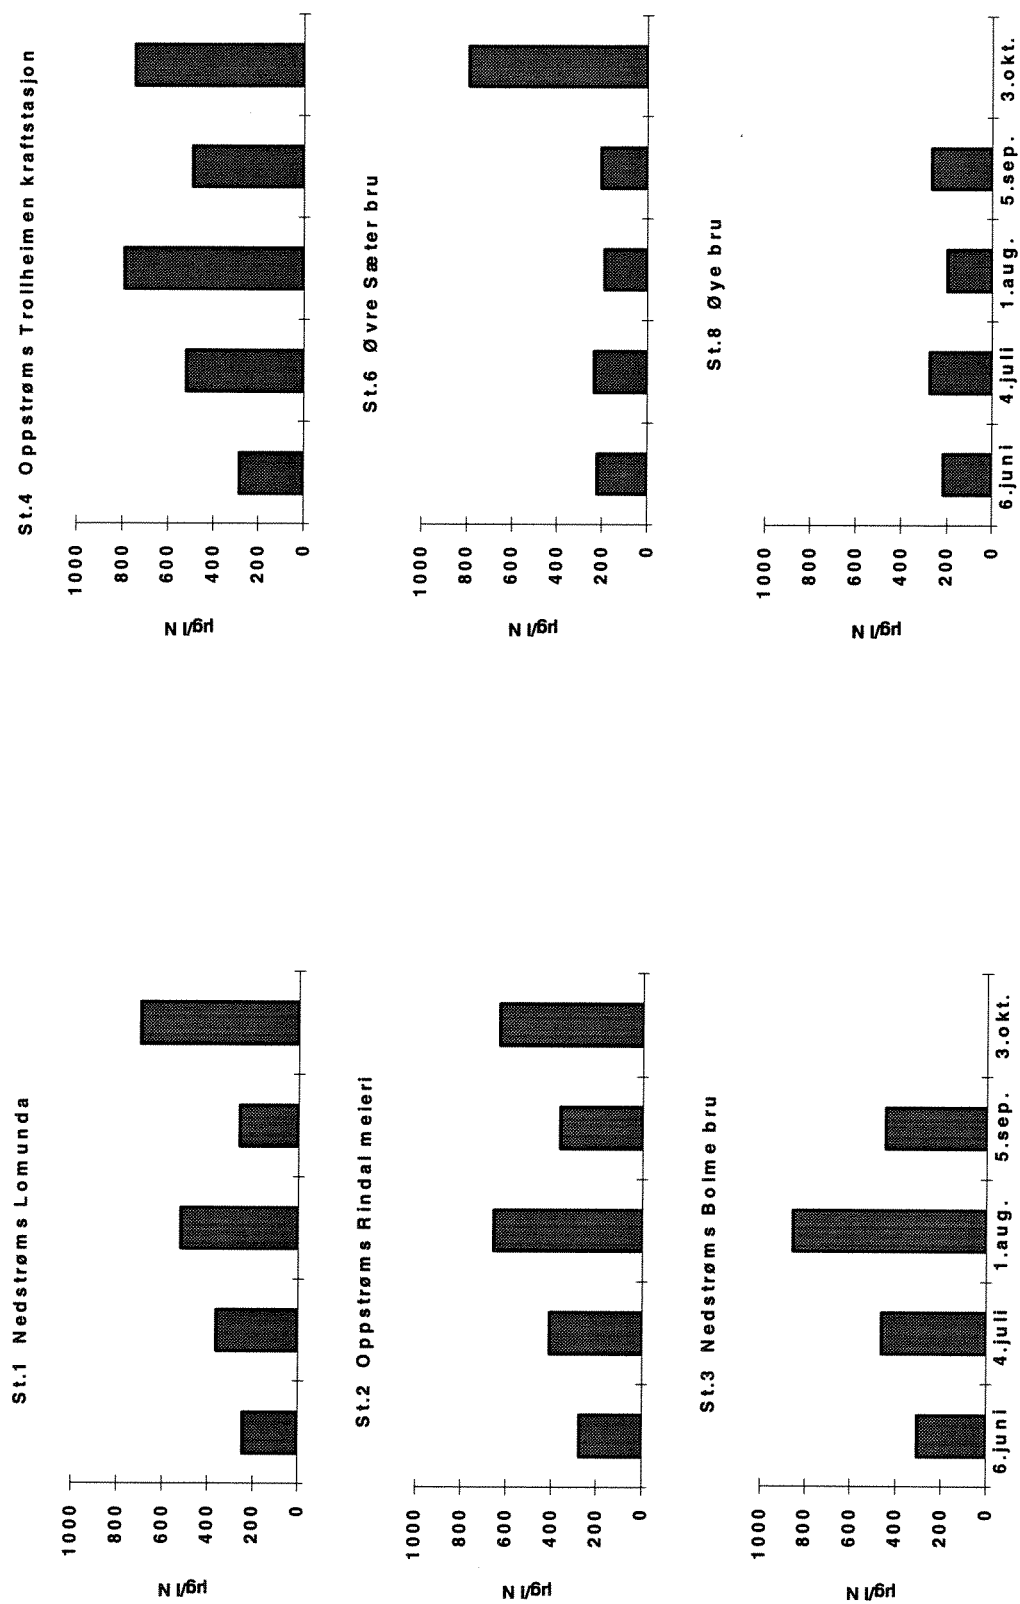 St.1 Nedstrøms Lomunda
µg/l N
1000
800
600
400
200
0
St.2 Oppstrøms Rindal meieri
µg/l N
1000
800
600
400
200
0
St.3 Nedstrøms Bolme bru
µg/l N
1000
800
600
400
200
0
6.juni 4.juli 1.aug. 5.sep. 3.okt.
St.4 Oppstrøms Trollheimen kraftstasjon
µg/l N
1000
800
600
400
200
0
St.6 Øvre Sæter bru
µg/l N
1000
800
600
400
200
0
St.8 Øye bru
µg/l N
1000
800
600
400
200
0
6.juni 4.juli 1.aug. 5.sep. 3.okt.